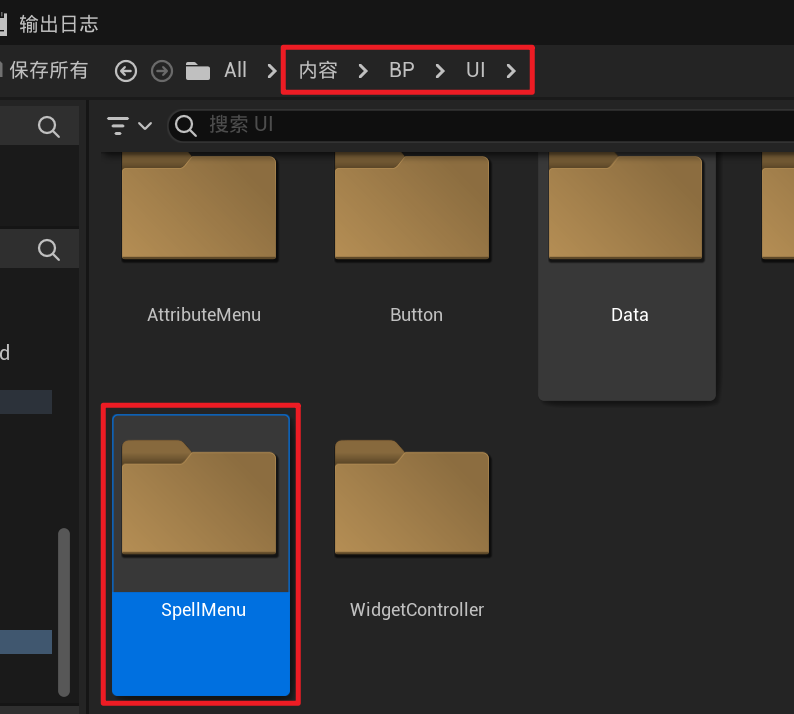 输出日志
保存所有 All 内容 BP UI
搜索 UI
AttributeMenu Button Data
d
SpellMenu WidgetController